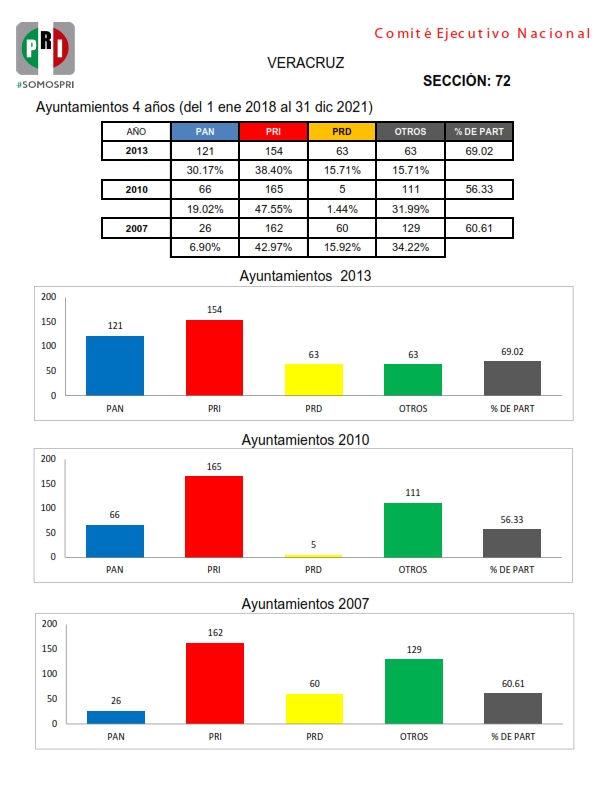 Comité Ejecutivo Nacional
PRI
#SOMOSPRI
VERACRUZ
SECCIÓN: 72
Ayuntamientos 4 años (del 1 ene 2018 al 31 dic 2021)
AÑO PAN PRI PRD OTROS % DE PART
2013 121 154 63 63 69.02
30.17% 38.40% 15.71% 15.71%
2010 66 165 5 111 56.33
19.02% 47.55% 1.44% 31.99%
2007 26 162 60 129 60.61
6.90% 42.97% 15.92% 34.22%
Ayuntamientos 2013
200
150
100
50
0
121 154 63 63 69.02
PAN PRI PRD OTROS % DE PART
Ayuntamientos 2010
200
150
100
50
0
66 165 5 111 56.33
PAN PRI PRD OTROS % DE PART
Ayuntamientos 2007
200
150
100
50
0
26 162 60 129 60.61
PAN PRI PRD OTROS % DE PART